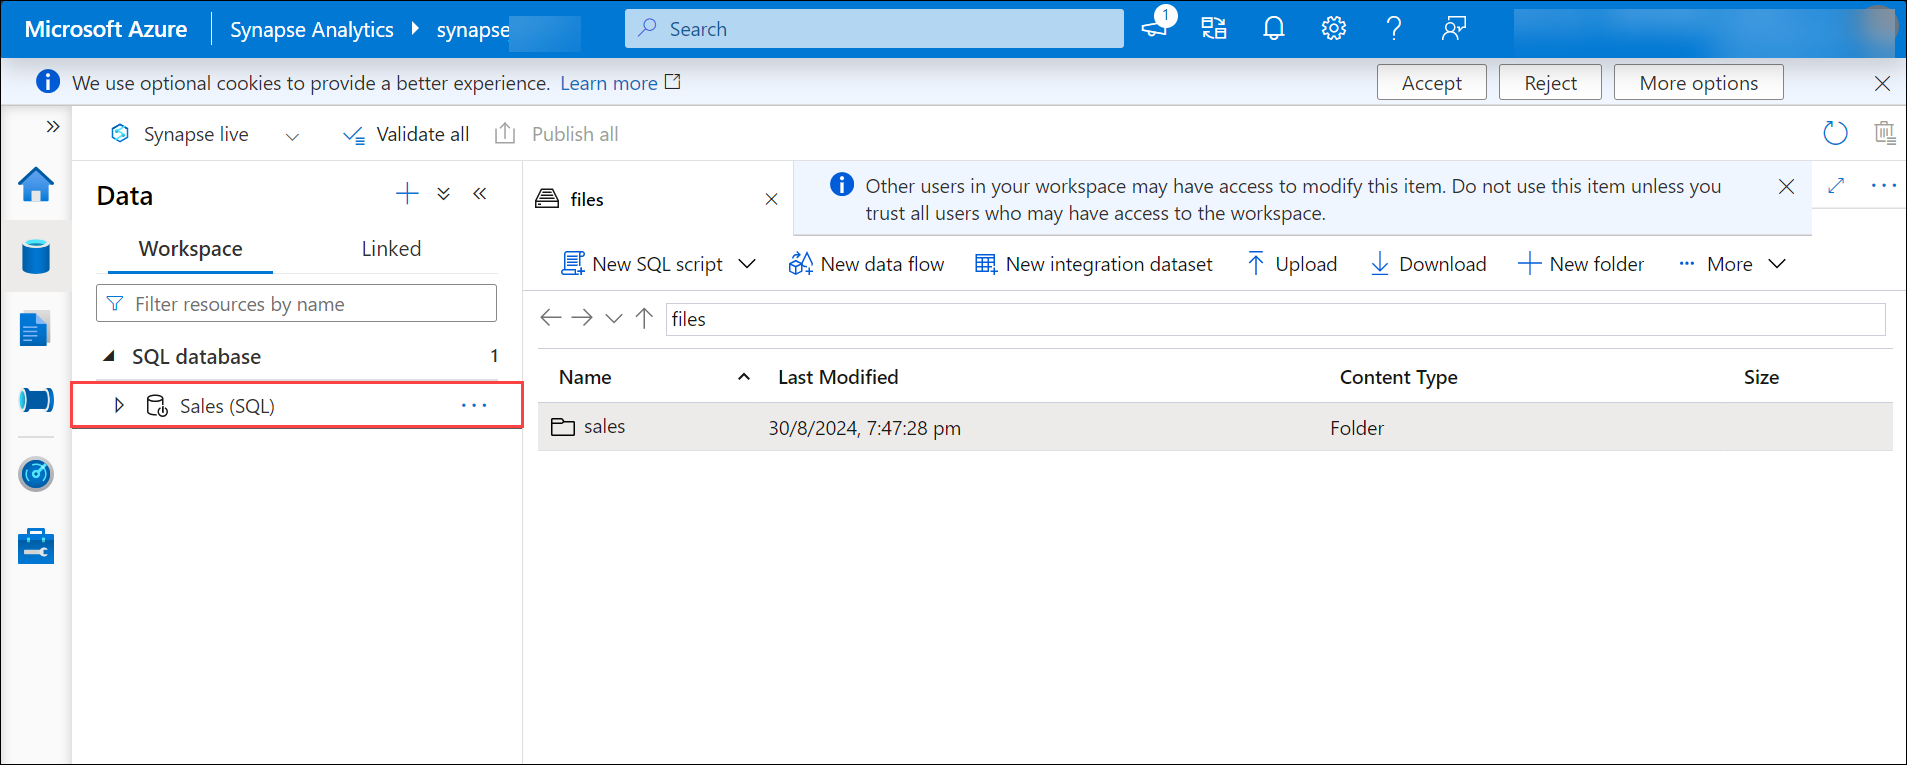 Microsoft Azure
Synapse Analytics
synapse
Search
1
We use optional cookies to provide a better experience. Learn more
Accept
Reject
More options
Synapse live
Validate all
Publish all
Data
Workspace
Linked
Filter resources by name
SQL database 1
Sales (SQL)
files
Other users in your workspace may have access to modify this item. Do not use this item unless you
trust all users who may have access to the workspace.
New SQL script
New data flow
New integration dataset
Upload
Download
New folder
More
files
Name
Last Modified
Content Type
Size
sales
30/8/2024, 7:47:28 pm
Folder